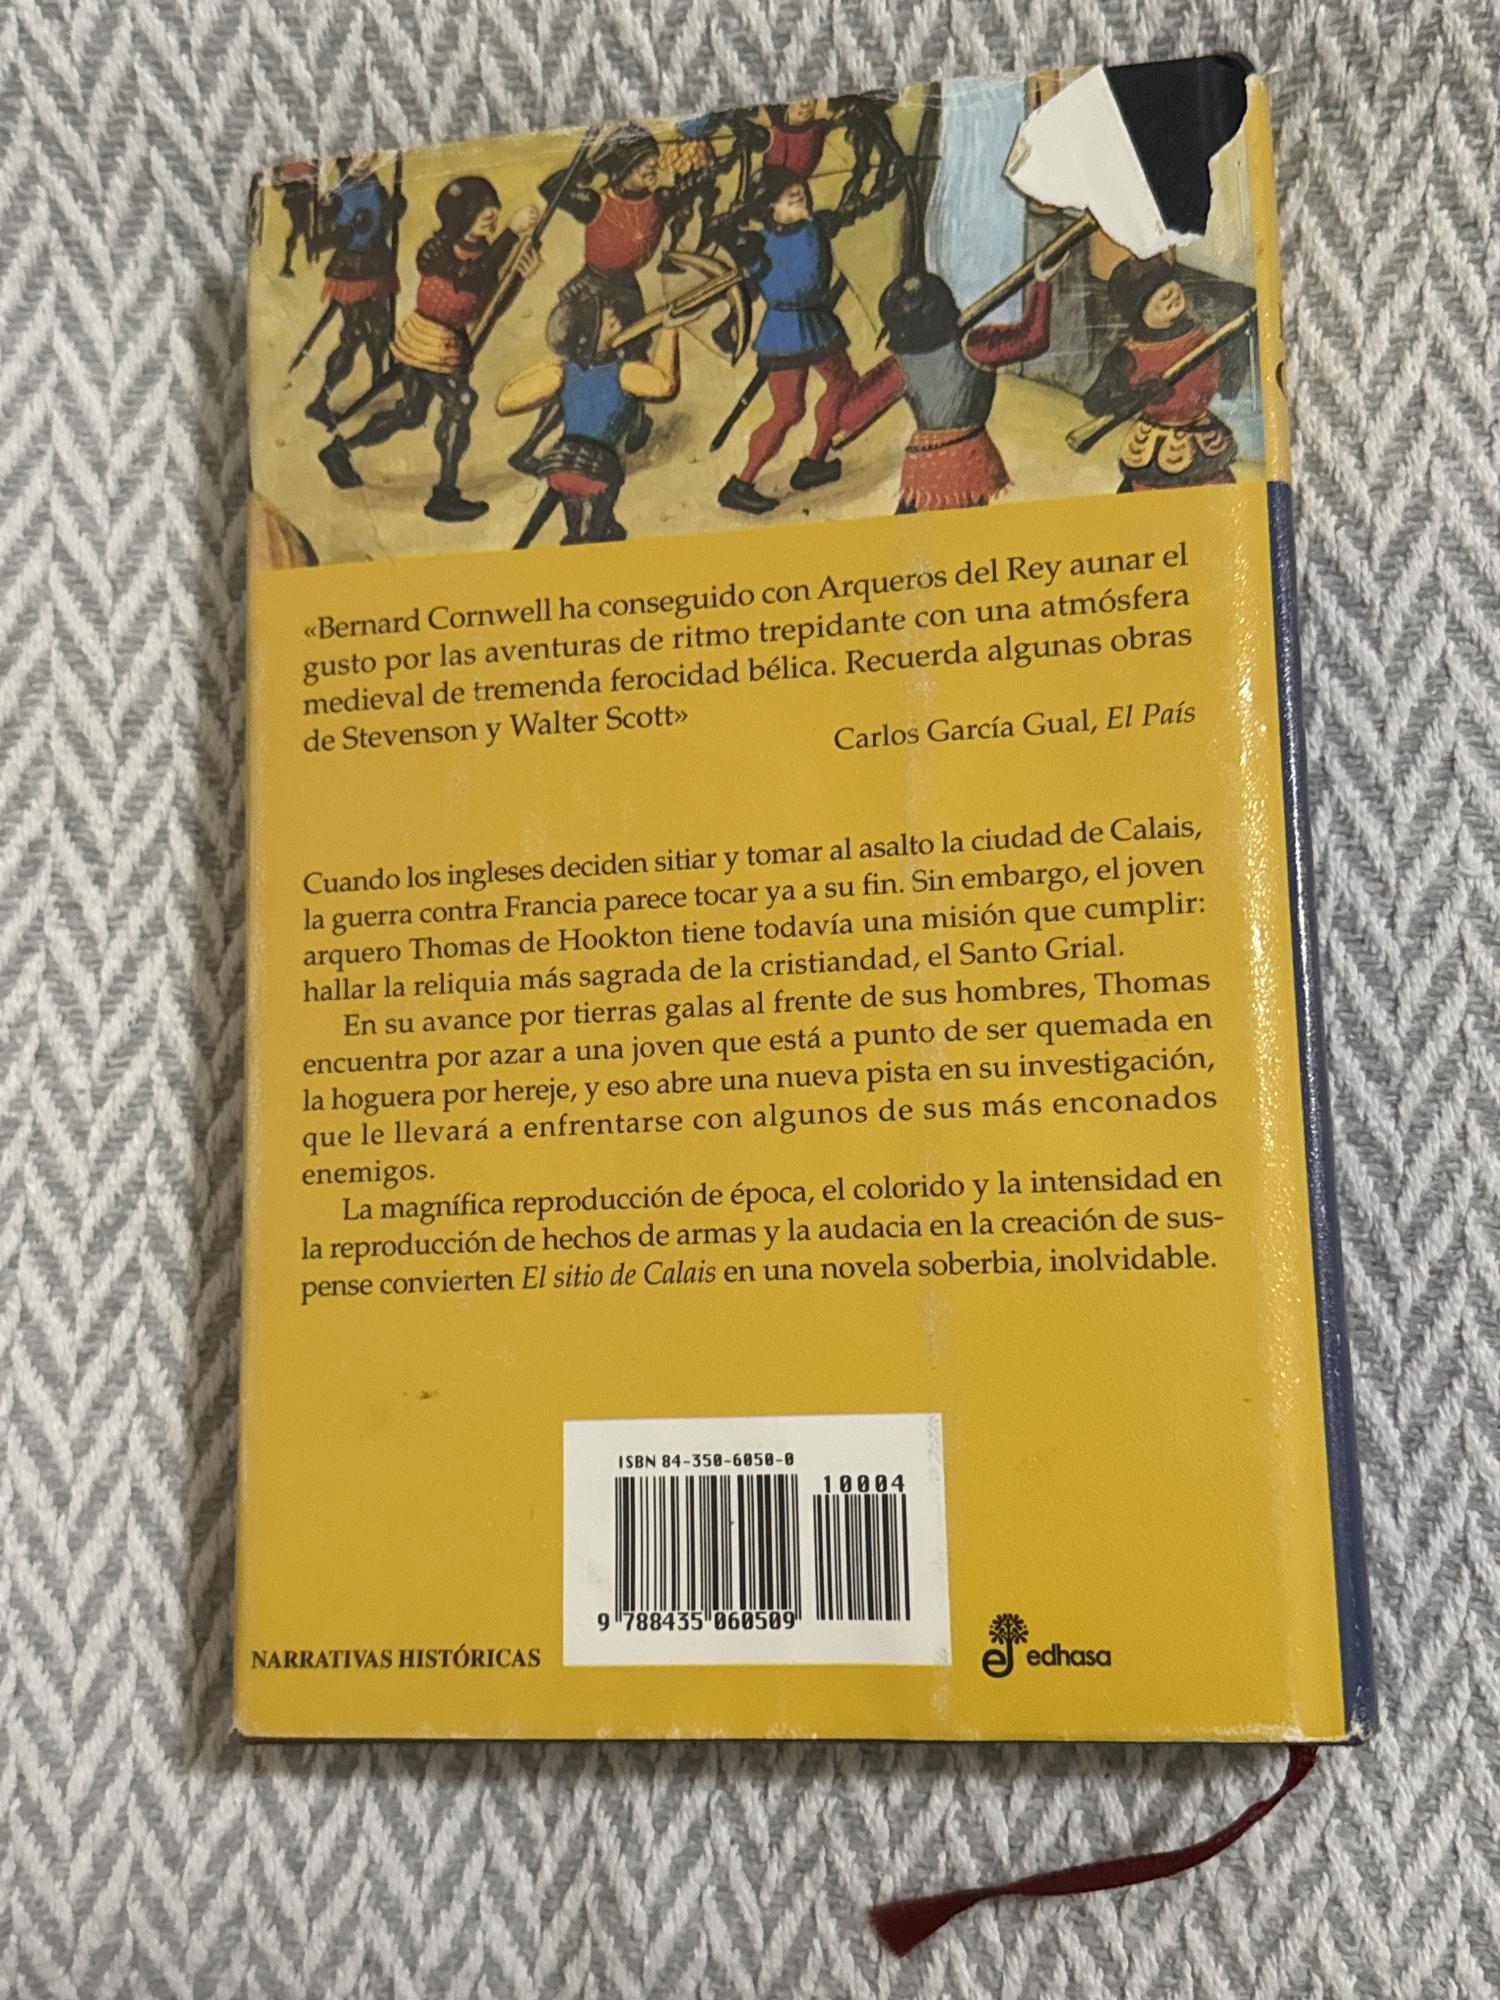 «Bernard Cornwell ha conseguido con Arqueros del Rey aunar el
gusto por las aventuras de ritmo trepidante con una atmósfera
medieval de tremenda ferocidad bélica. Recuerda algunas obras
de Stevenson y Walter Scott»
Carlos García Gual, El País
Cuando los ingleses deciden sitiar y tomar al asalto la ciudad de Calais,
la guerra contra Francia parece tocar ya a su fin. Sin embargo, el joven
arquero Thomas de Hookton tiene todavía una misión que cumplir:
hallar la reliquia más sagrada de la cristiandad, el Santo Grial.
En su avance por tierras galas al frente de sus hombres, Thomas
encuentra por azar a una joven que está a punto de ser quemada en
la hoguera por hereje, y eso abre una nueva pista en su investigación,
que le llevará a enfrentarse con algunos de sus más enconados
enemigos.
La magnífica reproducción de época, el colorido y la intensidad en
la reproducción de hechos de armas y la audacia en la creación de sus-
pense convierten El sitio de Calais en una novela soberbia, inolvidable.
ISBN 84-350-6050-0
10004
9 788435 060509
NARRATIVAS HISTÓRICAS
edhasa